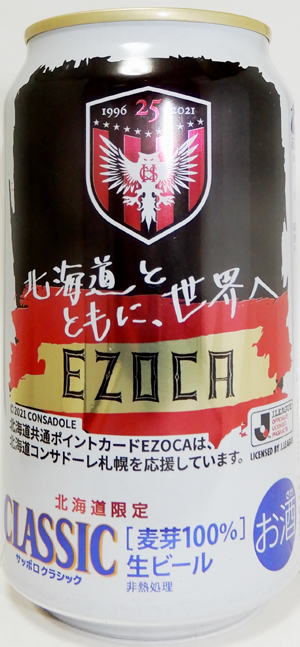 1996 25 2021
北海道と
ともに、世界へ
EZOCA
©2021 CONSADOLE
北海道共通ポイントカードEZOCAは、
北海道コンサドーレ札幌を応援しています。
J.LEAGUE
OFFICIALLY
LICENSED
PRODUCT
LICENSED BY J.LEAGUE
北海道限定
CLASSIC
サッポロクラシック
[麦芽100%]
生ビール
非熱処理
お酒